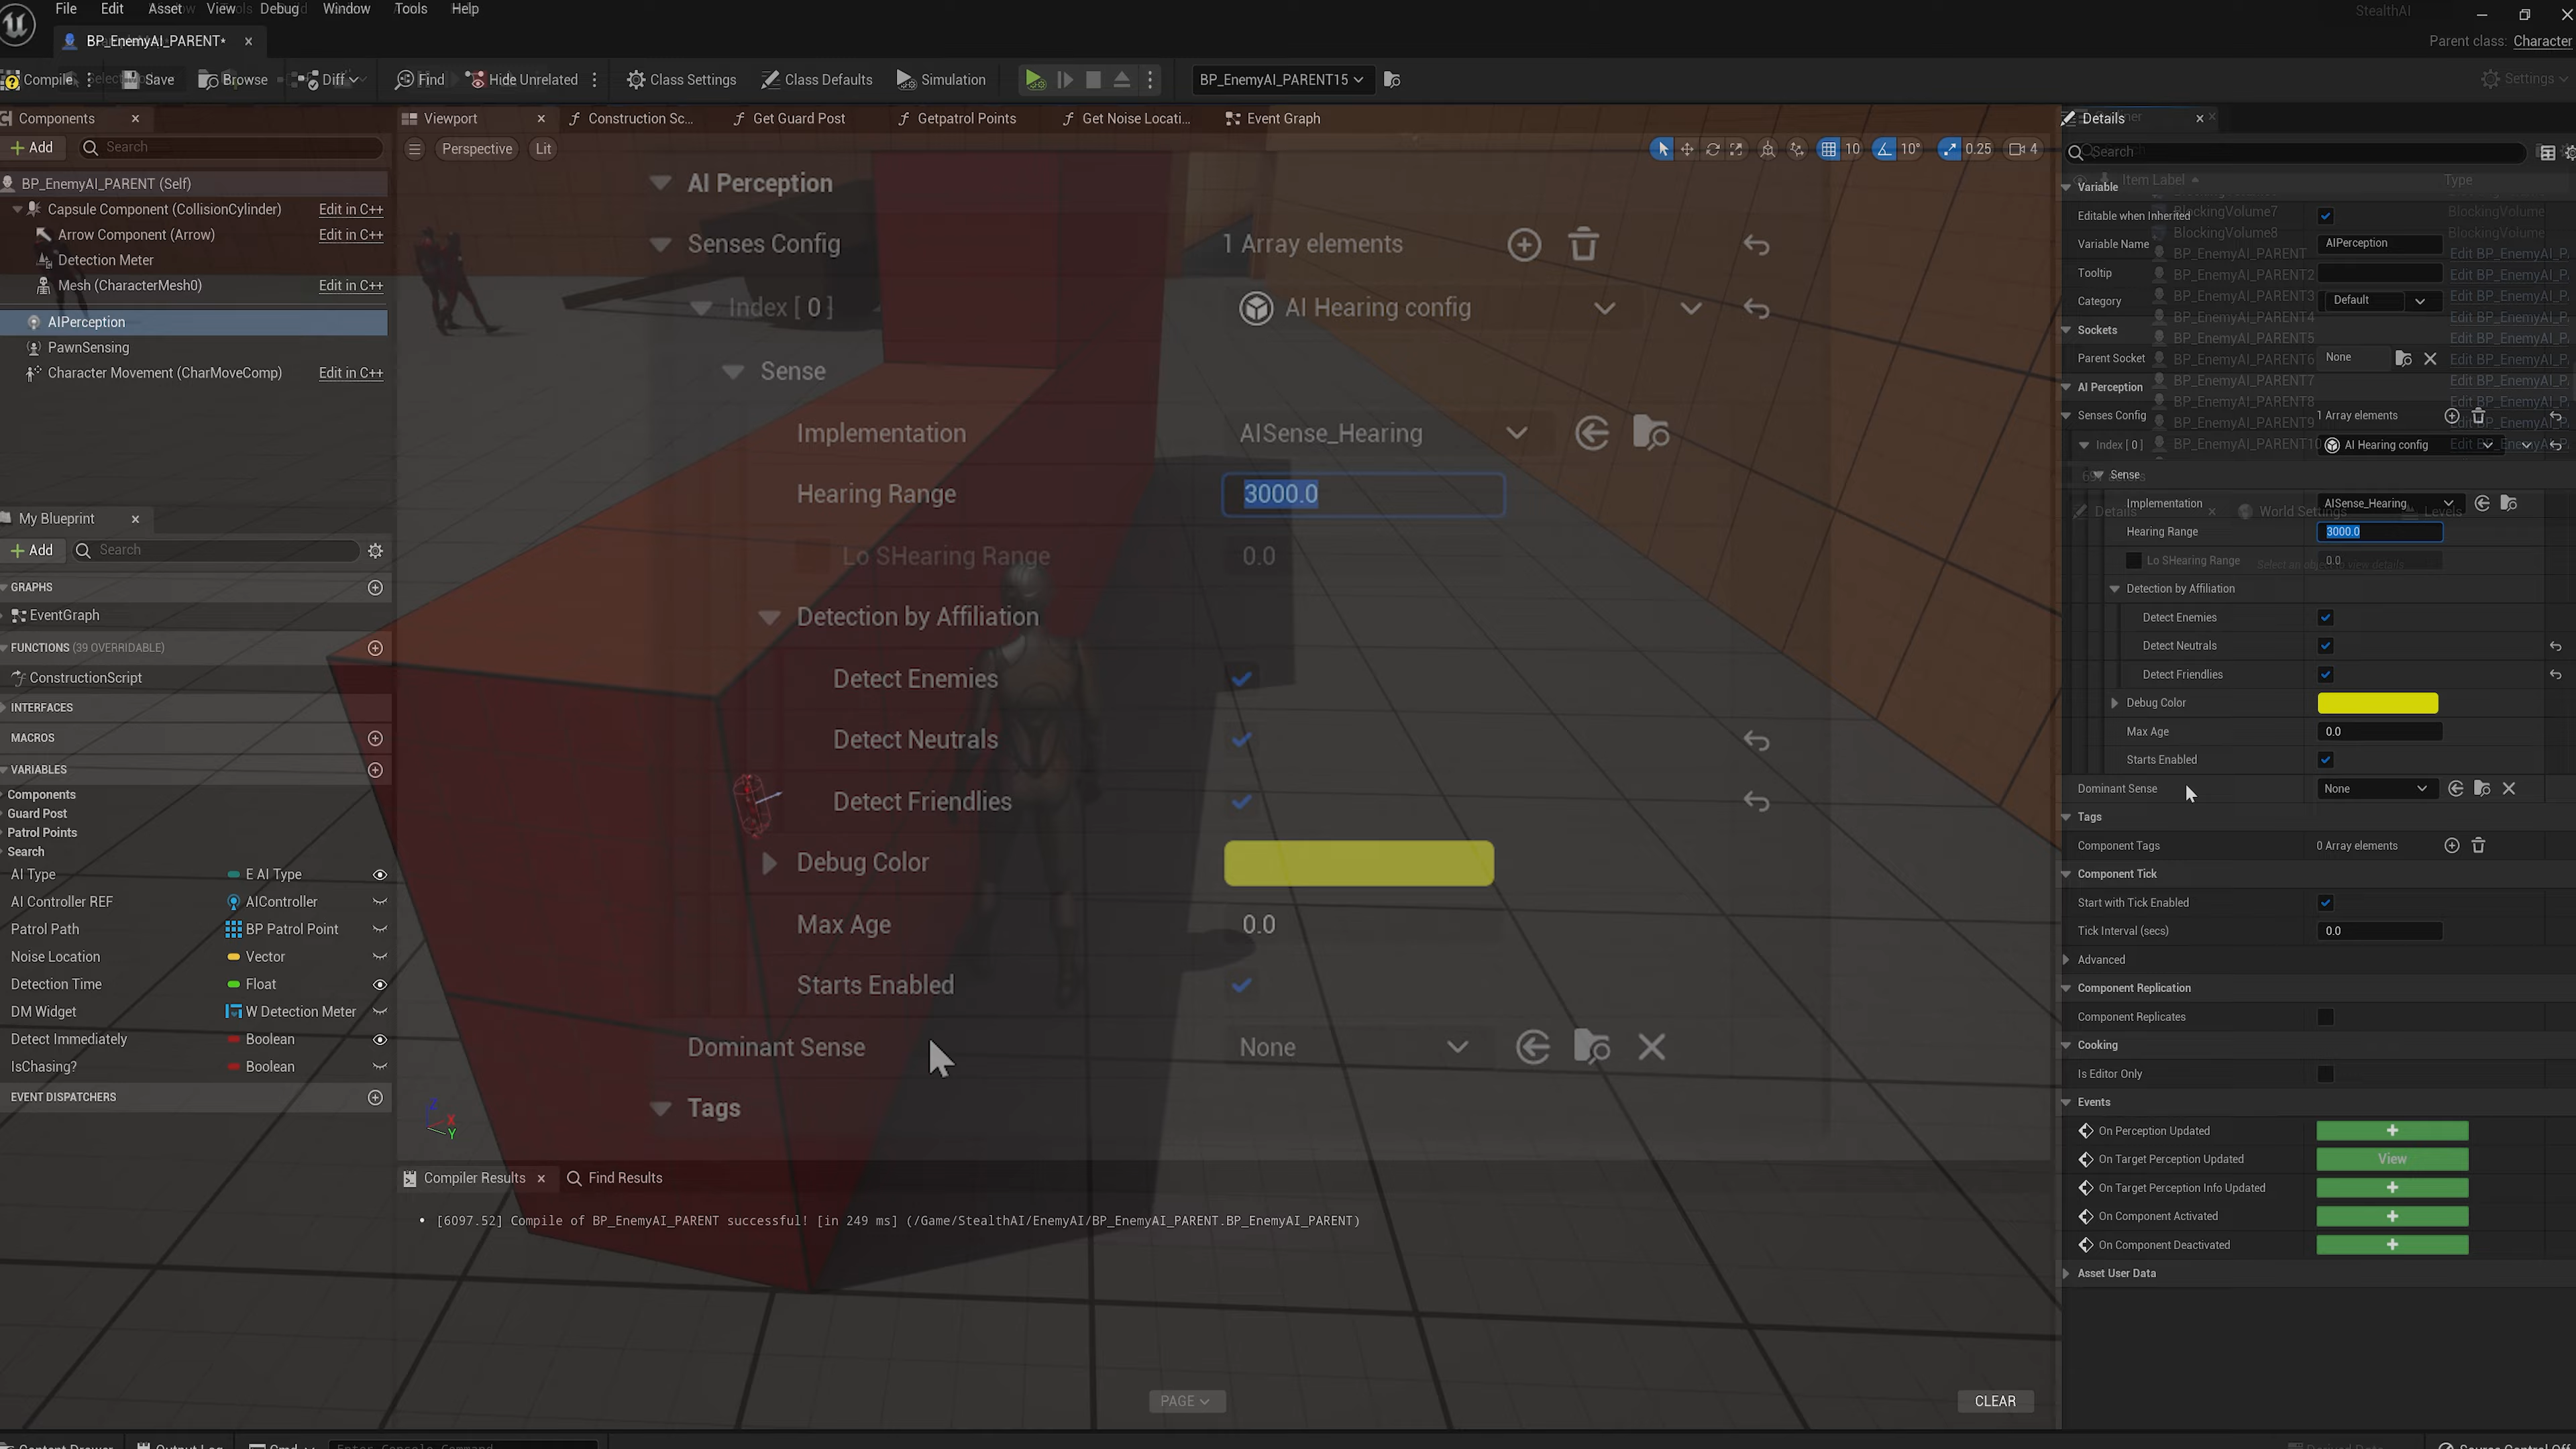 File Edit Asset View Debug Window Tools Help
StealthAI
BP_EnemyAI_PARENT*
Parent class: Character
Compile Save Browse Diff Find Hide Unrelated Class Settings Class Defaults Simulation BP_EnemyAI_PARENT15 Settings
Components
Add Search
BP_EnemyAI_PARENT (Self)
Capsule Component (CollisionCylinder) Edit in C++
Arrow Component (Arrow) Edit in C++
Detection Meter
Mesh (CharacterMesh0) Edit in C++
AIPerception
PawnSensing
Character Movement (CharMoveComp) Edit in C++
My Blueprint
Add Search
GRAPHS
EventGraph
FUNCTIONS (39 OVERRIDABLE)
ConstructionScript
INTERFACES
MACROS
VARIABLES
Components
Guard Post
Patrol Points
Search
AI Type E AI Type
AI Controller REF AIController
Patrol Path BP Patrol Point
Noise Location Vector
Detection Time Float
DM Widget W Detection Meter
Detect Immediately Boolean
IsChasing? Boolean
EVENT DISPATCHERS
Viewport Construction Sc... Get Guard Post Getpatrol Points Get Noise Locati... Event Graph
Perspective Lit 10 10° 0.25 4
AI Perception
Senses Config 1 Array elements
Index [ 0 ] AI Hearing config
Sense
Implementation AISense_Hearing
Hearing Range 3000.0
Lo SHearing Range 0.0
Detection by Affiliation
Detect Enemies
Detect Neutrals
Detect Friendlies
Debug Color
Max Age 0.0
Starts Enabled
Dominant Sense None
Tags
Compiler Results Find Results
• [6097.52] Compile of BP_EnemyAI_PARENT successful! [in 249 ms] (/Game/StealthAI/EnemyAI/BP_EnemyAI_PARENT.BP_EnemyAI_PARENT)
PAGE CLEAR
Details
Search
Item Label Type
Variable
BlockingVolume7 BlockingVolume
Editable when Inherited
BlockingVolume8 BlockingVolume
Variable Name AIPerception
BP_EnemyAI_PARENT Edit BP_EnemyAI_P
Tooltip
BP_EnemyAI_PARENT2 Edit BP_EnemyAI_P
Category Default
BP_EnemyAI_PARENT3 Edit BP_EnemyAI_P
BP_EnemyAI_PARENT4 Edit BP_EnemyAI_P
Sockets
BP_EnemyAI_PARENT5 Edit BP_EnemyAI_P
Parent Socket None
BP_EnemyAI_PARENT6 Edit BP_EnemyAI_P
AI Perception
BP_EnemyAI_PARENT7 Edit BP_EnemyAI_P
BP_EnemyAI_PARENT8 Edit BP_EnemyAI_P
Senses Config 1 Array elements
BP_EnemyAI_PARENT9 Edit BP_EnemyAI_P
Index [ 0 ] AI Hearing config
BP_EnemyAI_PARENT10 Edit BP_EnemyAI_P
Sense
Implementation AISense_Hearing
Details World Settings Levels
Hearing Range 3000.0
Lo SHearing Range 0.0
Select an object to view details.
Detection by Affiliation
Detect Enemies
Detect Neutrals
Detect Friendlies
Debug Color
Max Age 0.0
Starts Enabled
Dominant Sense None
Tags
Component Tags 0 Array elements
Component Tick
Start with Tick Enabled
Tick Interval (secs) 0.0
Advanced
Component Replication
Component Replicates
Cooking
Is Editor Only
Events
On Perception Updated
On Target Perception Updated View
On Target Perception Info Updated
On Component Activated
On Component Deactivated
Asset User Data